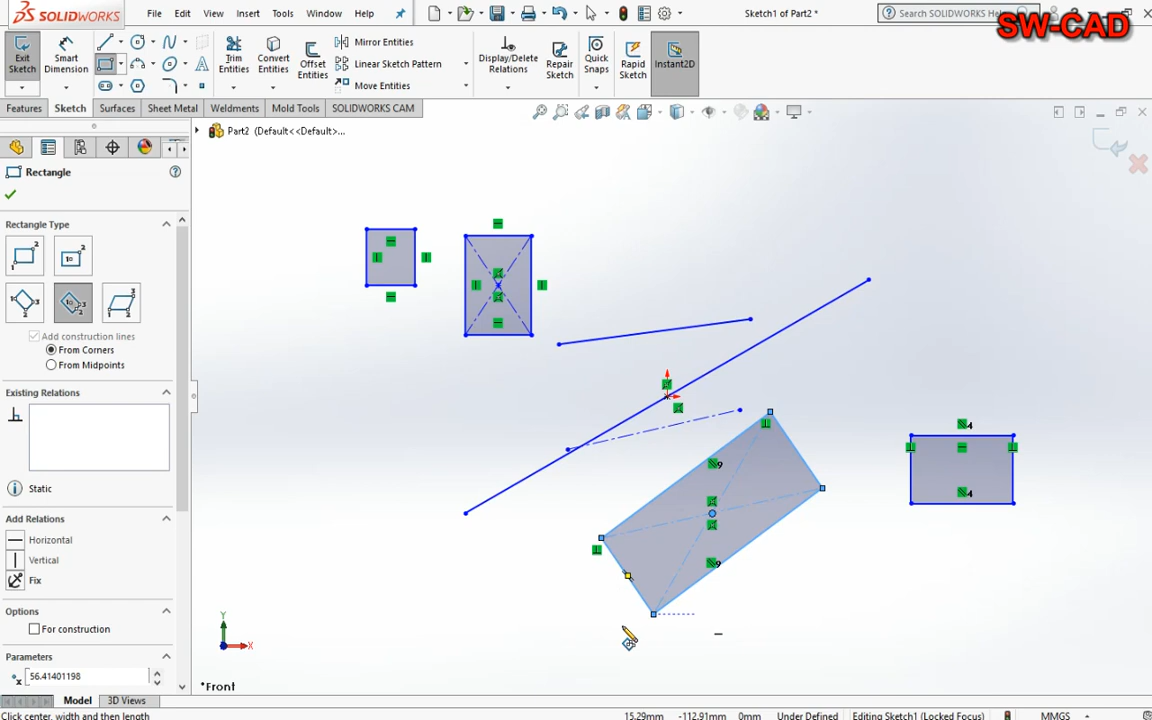 SOLIDWORKS
File
Edit
View
Insert
Tools
Window
Help
Sketch1 of Part2 *
Search SOLIDWORKS Help
SW-CAD
Exit Sketch
Smart Dimension
Trim Entities
Convert Entities
Offset Entities
Mirror Entities
Linear Sketch Pattern
Move Entities
Display/Delete Relations
Repair Sketch
Quick Snaps
Rapid Sketch
Instant2D
Features
Sketch
Surfaces
Sheet Metal
Weldments
Mold Tools
SOLIDWORKS CAM
Part2 (Default<<Default>...
Rectangle
Rectangle Type
Add construction lines
From Corners
From Midpoints
Existing Relations
Static
Add Relations
Horizontal
Vertical
Fix
Options
For construction
Parameters
56.41401198
4
4
9
9
Y
X
*Front
Model
3D Views
Click center, width and then length
15.29mm
-112.91mm
0mm
Under Defined
Editing Sketch1 (Locked Focus)
MMGS